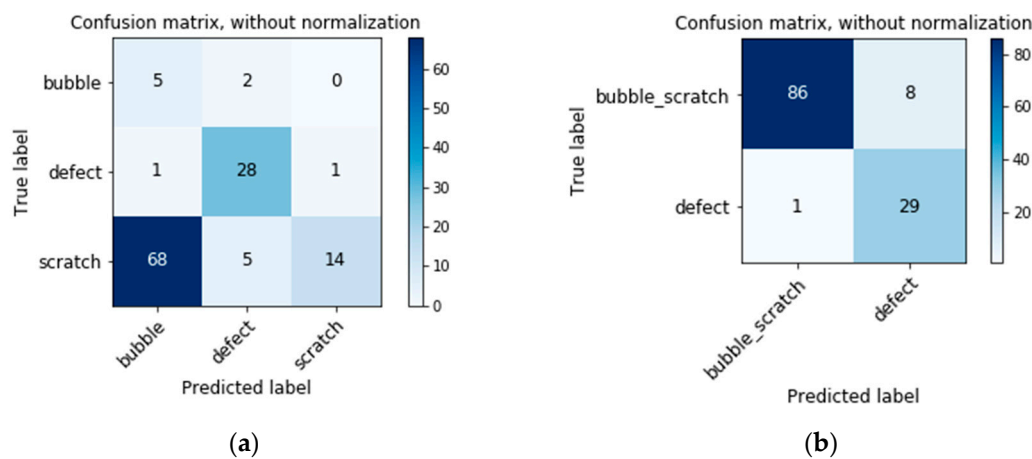 Confusion matrix, without normalization
True label
bubble
defect
scratch
5 2 0
1 28 1
68 5 14
60
50
40
30
20
10
0
bubble
defect
scratch
Predicted label
(a)
Confusion matrix, without normalization
True label
bubble_scratch
defect
86 8
1 29
80
60
40
20
bubble_scratch
defect
Predicted label
(b)